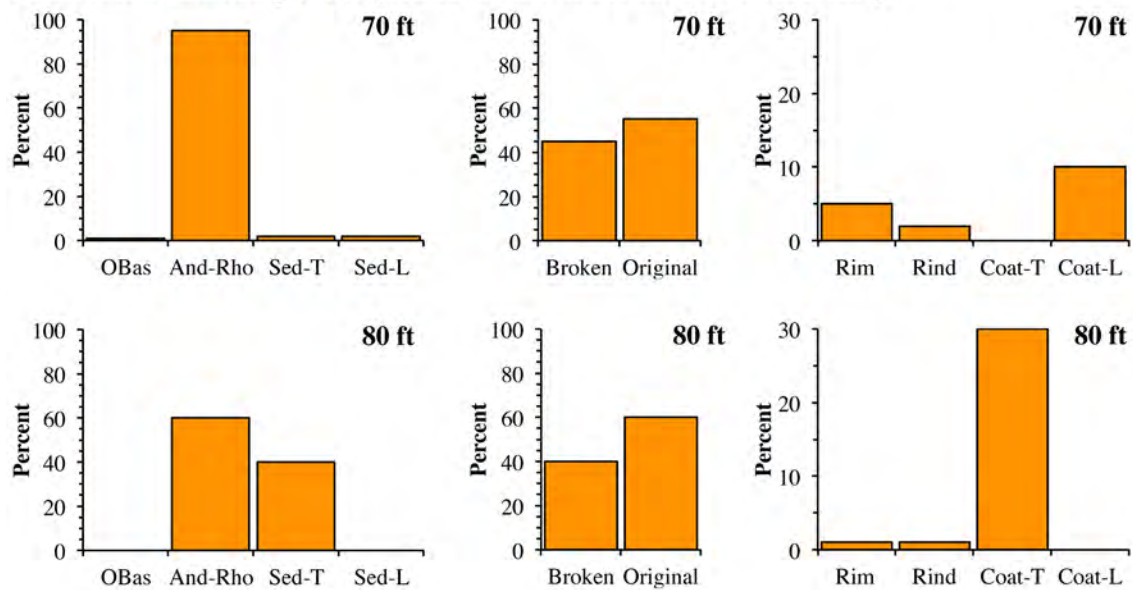 70 ft
Percent
100
80
60
40
20
0
OBas And-Rho Sed-T Sed-L
70 ft
Percent
100
80
60
40
20
0
Broken Original
70 ft
Percent
30
20
10
0
Rim Rind Coat-T Coat-L
80 ft
Percent
100
80
60
40
20
0
OBas And-Rho Sed-T Sed-L
80 ft
Percent
100
80
60
40
20
0
Broken Original
80 ft
Percent
30
20
10
0
Rim Rind Coat-T Coat-L